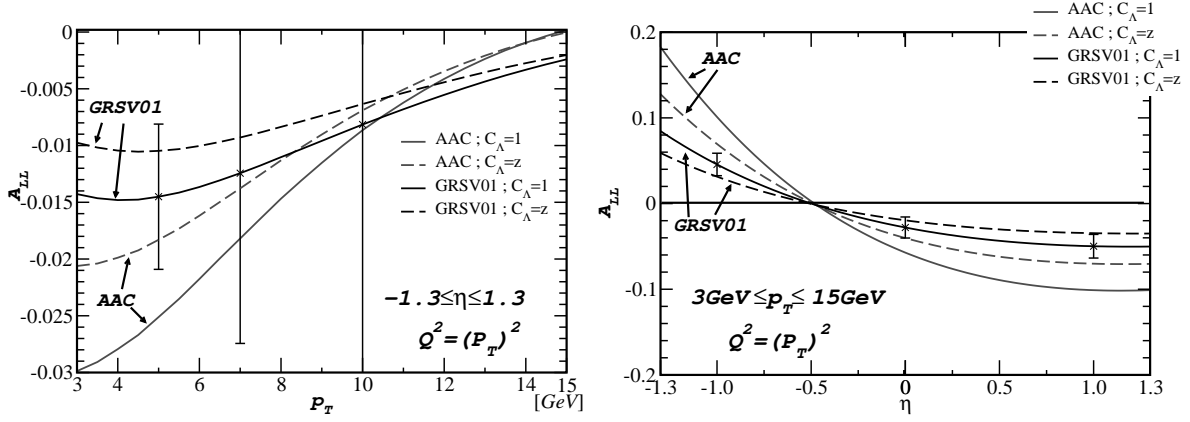 0
-0.005
-0.01
-0.015
-0.02
-0.025
-0.03
A_LL
3 4 6 8 10 12 14 15
P_T
[GeV]
GRSV01
AAC
AAC ; C_Λ=1
AAC ; C_Λ=z
GRSV01 ; C_Λ=1
GRSV01 ; C_Λ=z
−1.3≤η≤1.3
Q^2=(P_T)^2
AAC ; C_Λ=1
AAC ; C_Λ=z
GRSV01 ; C_Λ=1
GRSV01 ; C_Λ=z
0.2
0.1
0
-0.1
-0.2
A_LL
AAC
GRSV01
3GeV ≤p_T≤ 15GeV
Q^2=(P_T)^2
-1.3 -1.0 -0.5 0 0.5 1.0 1.3
η